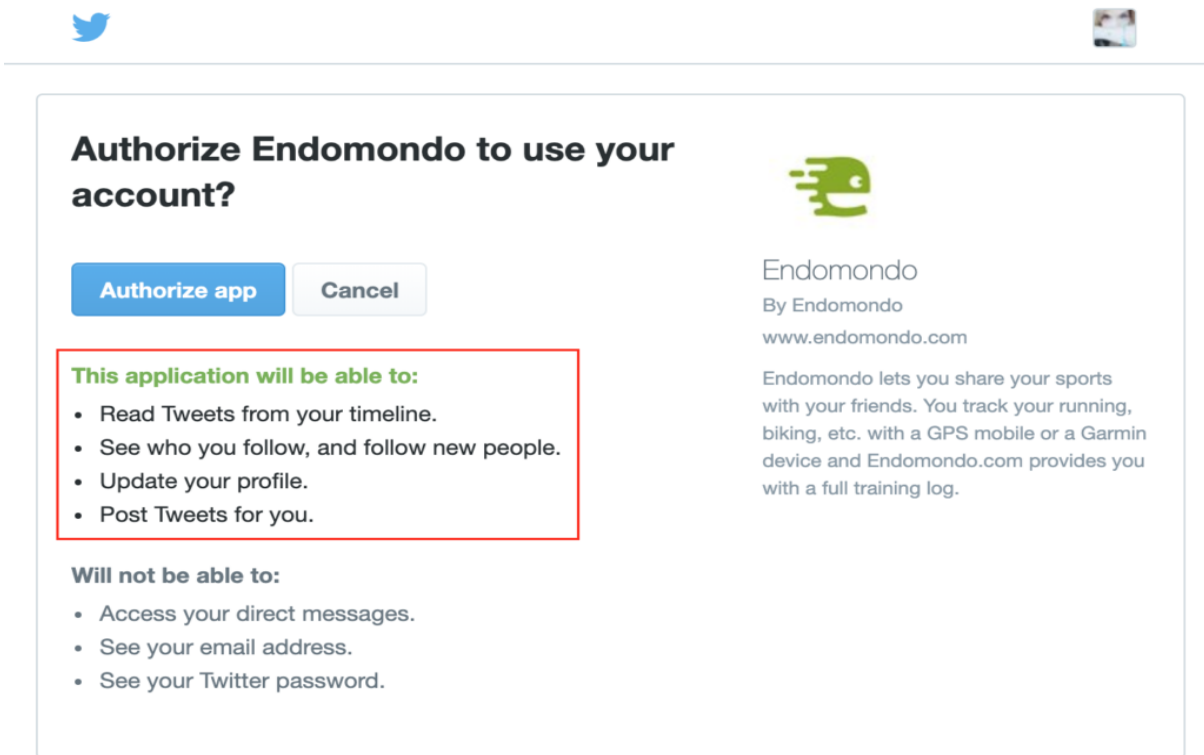 Authorize Endomondo to use your
account?
Authorize app
Cancel
This application will be able to:
• Read Tweets from your timeline.
• See who you follow, and follow new people.
• Update your profile.
• Post Tweets for you.
Will not be able to:
• Access your direct messages.
• See your email address.
• See your Twitter password.
Endomondo
By Endomondo
www.endomondo.com
Endomondo lets you share your sports
with your friends. You track your running,
biking, etc. with a GPS mobile or a Garmin
device and Endomondo.com provides you
with a full training log.